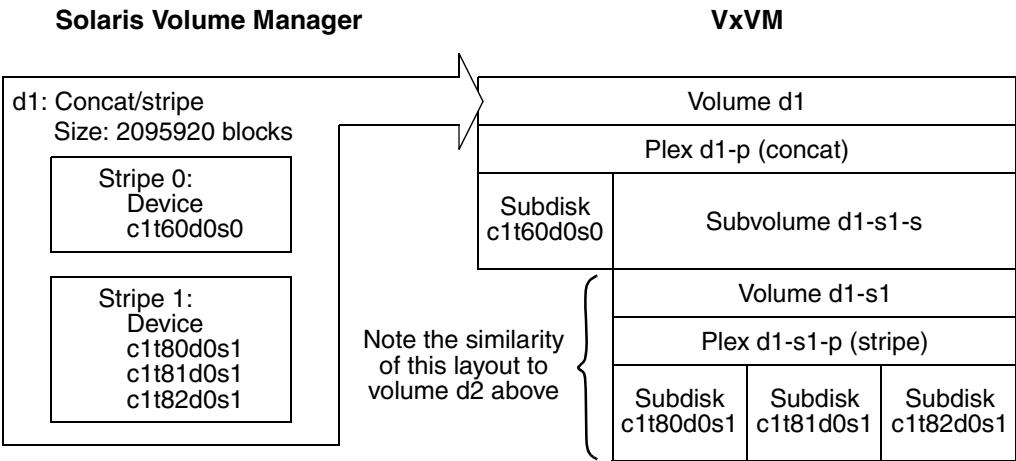 Solaris Volume Manager
VxVM
d1: Concat/stripe
Size: 2095920 blocks
Stripe 0:
Device
c1t60d0s0
Stripe 1:
Device
c1t80d0s1
c1t81d0s1
c1t82d0s1
Volume d1
Plex d1-p (concat)
Subdisk
c1t60d0s0
Subvolume d1-s1-s
Volume d1-s1
Plex d1-s1-p (stripe)
Note the similarity
of this layout to
volume d2 above
Subdisk
c1t80d0s1
Subdisk
c1t81d0s1
Subdisk
c1t82d0s1